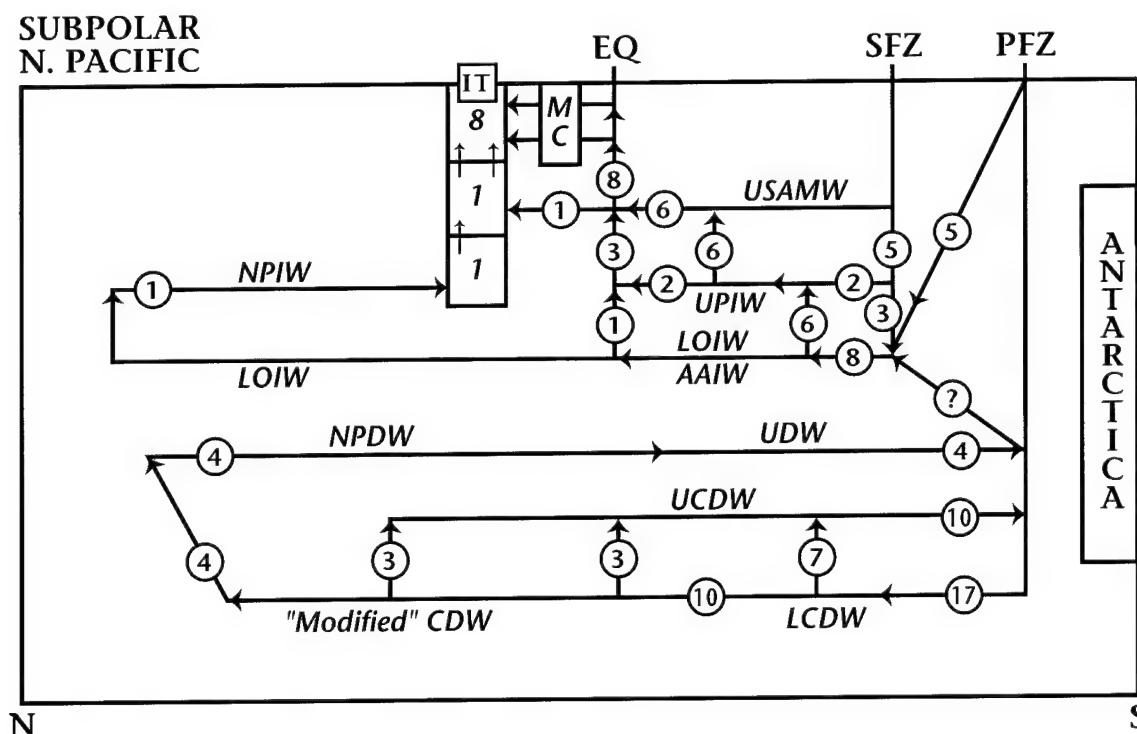 SUBPOLAR
N. PACIFIC
EQ
SFZ
PFZ
IT
8
M
C
8
USAMW
1
6
1
5
5
3
6
1
NPIW
1
2
2
3
UPIW
1
6
LOIW
8
LOIW
AAIW
?
NPDW
UDW
4
4
UCDW
10
4
3
3
7
10
17
"Modified" CDW
LCDW
ANTARCTICA
N
S